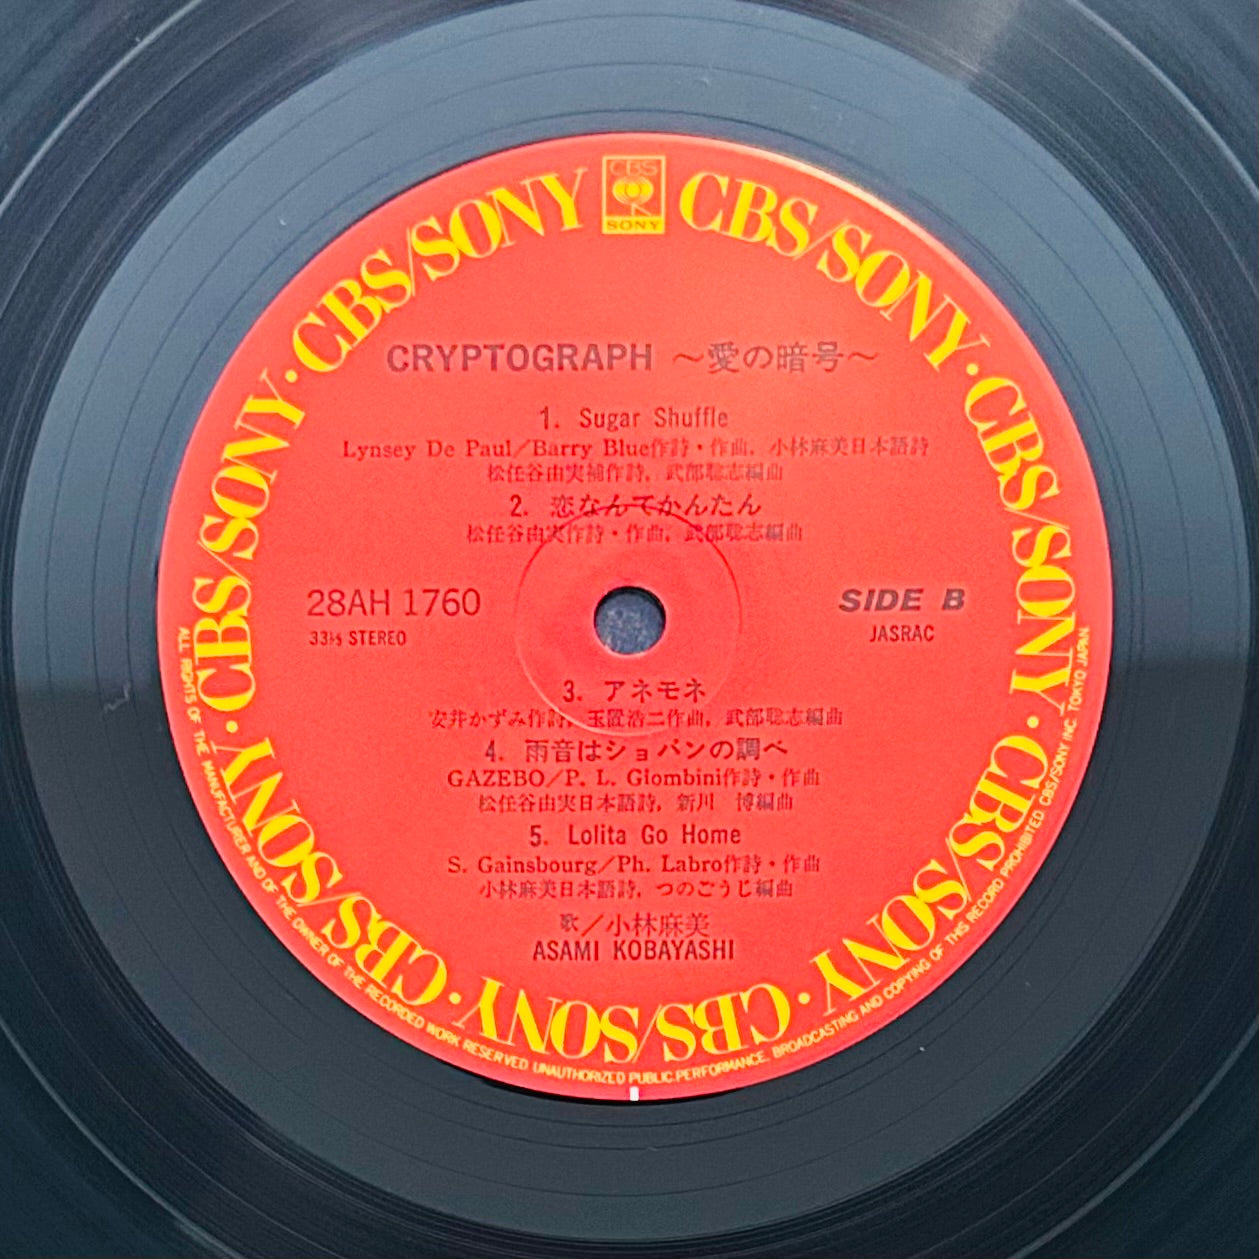 CBS
SONY
CBS/SONY · CBS/SONY · CBS/SONY · CBS/SONY · CBS/SONY · CBS/SONY · CBS/SONY · CBS/SONY
CRYPTOGRAPH 〜愛の暗号〜
1. Sugar Shuffle
Lynsey De Paul/Barry Blue作詩・作曲, 小林麻美日本語詩
松任谷由実補作詩, 武部聡志編曲
2. 恋なんてかんたん
松任谷由実作詩・作曲, 武部聡志編曲
28AH 1760
33⅓ STEREO
SIDE B
JASRAC
3. アネモネ
安井かずみ作詩, 玉置浩二作曲, 武部聡志編曲
4. 雨音はショパンの調べ
GAZEBO/P. L. Giombini作詩・作曲
松任谷由実日本語詩, 新川 博編曲
5. Lolita Go Home
S. Gainsbourg/Ph. Labro作詩・作曲
小林麻美日本語詩, つのごうじ編曲
歌/小林麻美
ASAMI KOBAYASHI
ALL RIGHTS OF THE MANUFACTURER AND OF THE OWNER OF THE RECORDED WORK RESERVED. UNAUTHORIZED PUBLIC PERFORMANCE, BROADCASTING AND COPYING OF THIS RECORD PROHIBITED CBS/SONY INC. TOKYO JAPAN.